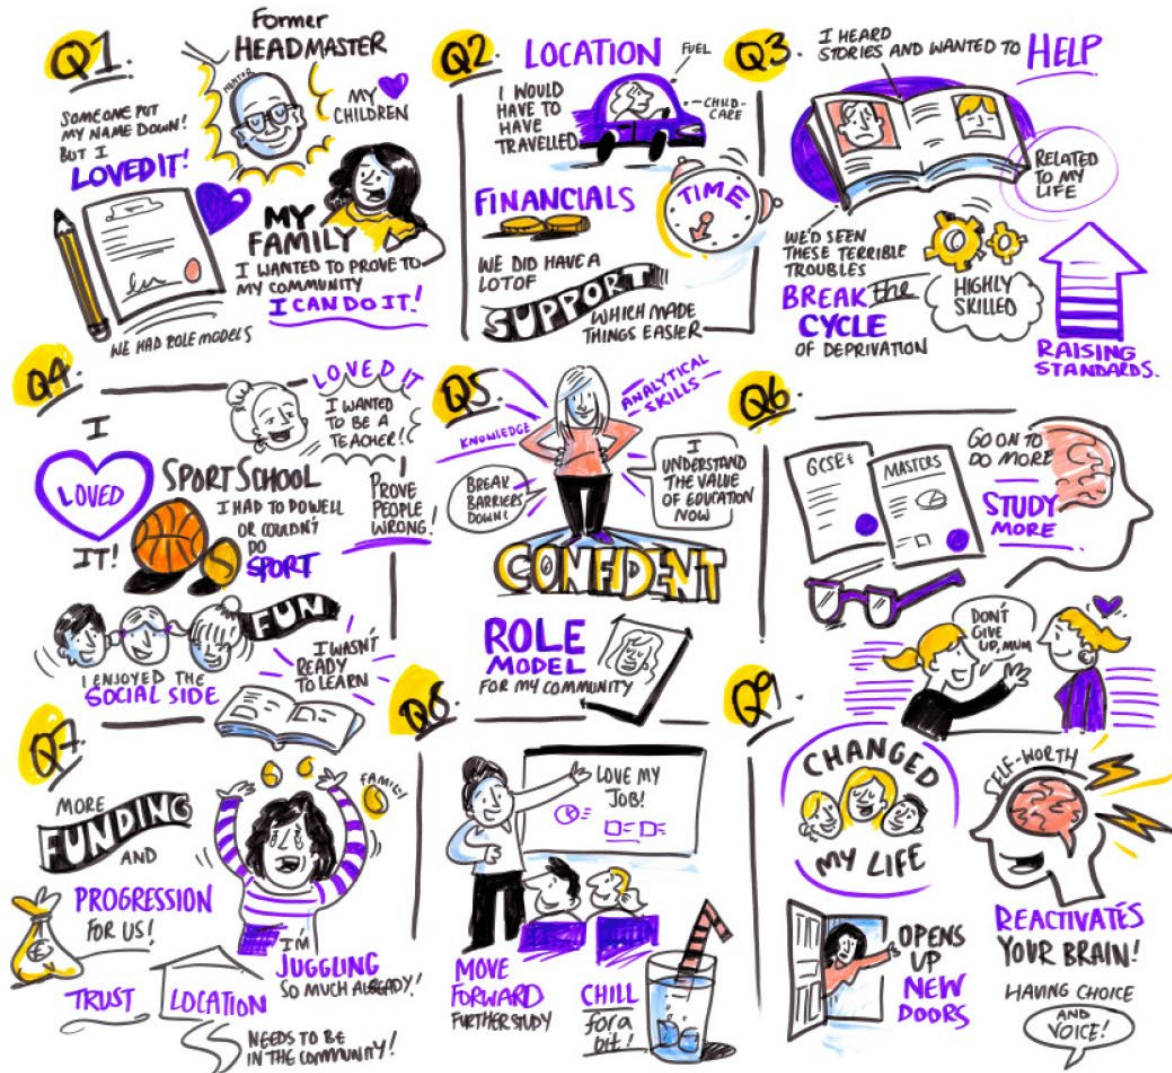 Q1.
Former
HEADMASTER
MENTOR
MY
CHILDREN
SOMEONE PUT
MY NAME DOWN!
BUT I
LOVED IT!
MY
FAMILY
I WANTED TO PROVE TO
MY COMMUNITY
I CAN DO IT!
WE HAD ROLE MODELS
Q2.
LOCATION
FUEL
I WOULD
HAVE TO
HAVE
TRAVELLED
CHILD-
CARE
FINANCIALS
TIME
WE DID HAVE A
LOT OF
SUPPORT
WHICH MADE
THINGS EASIER
Q3.
I HEARD
STORIES AND WANTED TO HELP
RELATED
TO MY
LIFE
WE'D SEEN
THESE TERRIBLE
TROUBLES
BREAK the
CYCLE
OF DEPRIVATION
HIGHLY
SKILLED
RAISING
STANDARDS.
Q4.
LOVED IT
I WANTED
TO BE A
TEACHER!
I
LOVED
IT!
SPORT SCHOOL
I HAD TO DO WELL
OR COULDN'T
DO
SPORT
I
PROVE
PEOPLE
WRONG!
FUN
I ENJOYED THE
SOCIAL SIDE
I WASN'T
READY
TO LEARN
Q5.
ANALYTICAL
SKILLS
KNOWLEDGE
BREAK
BARRIERS
DOWN!
I
UNDERSTAND
THE VALUE
OF EDUCATION
NOW
CONFIDENT
ROLE
MODEL
FOR MY COMMUNITY
Q6.
GCSEs
MASTERS
GO ON TO
DO MORE
STUDY
MORE
DON'T
GIVE
UP, MUM
Q7.
MORE
FUNDING
AND
PROGRESSION
FOR US!
£
FAMILY!
I'M
JUGGLING
SO MUCH ALREADY!
TRUST
LOCATION
NEEDS TO BE
IN THE COMMUNITY!
Q8.
LOVE MY
JOB!
MOVE
FORWARD
FURTHER STUDY
CHILL
for a
bit!
Q9.
CHANGED
MY LIFE
SELF-WORTH
OPENS
UP
NEW
DOORS
REACTIVATES
YOUR BRAIN!
HAVING CHOICE
AND
VOICE!